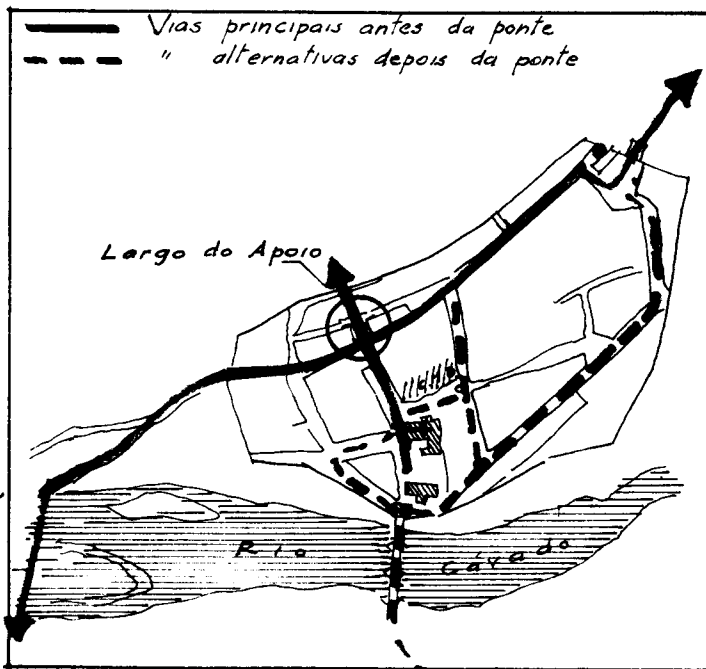 Vias principais antes da ponte
" alternativas depois da ponte
Largo do Apoio
Rio Cávado